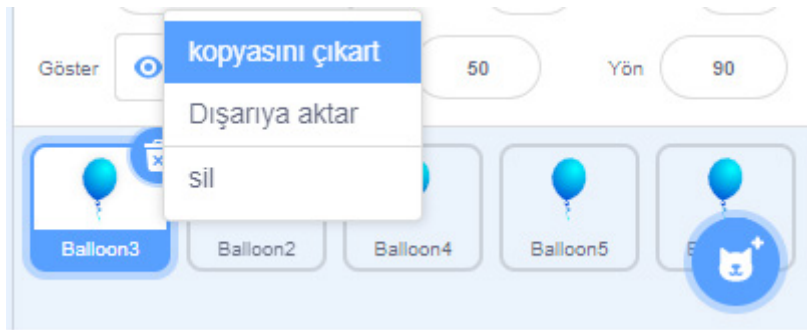 kopyasını çıkart
Göster
50
Yön
90
Dışarıya aktar
sil
Balloon3
Balloon2
Balloon4
Balloon5